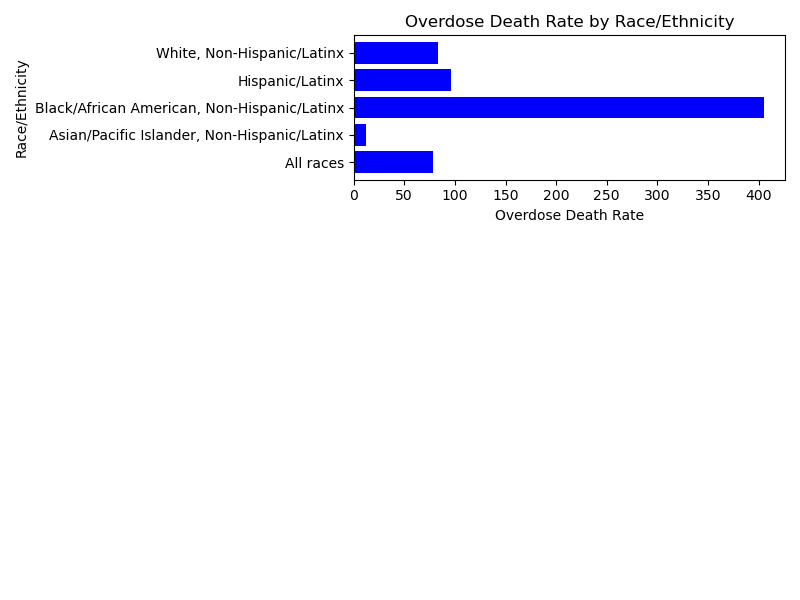 Overdose Death Rate by Race/Ethnicity
Race/Ethnicity
White, Non-Hispanic/Latinx
Hispanic/Latinx
Black/African American, Non-Hispanic/Latinx
Asian/Pacific Islander, Non-Hispanic/Latinx
All races
0 50 100 150 200 250 300 350 400
Overdose Death Rate